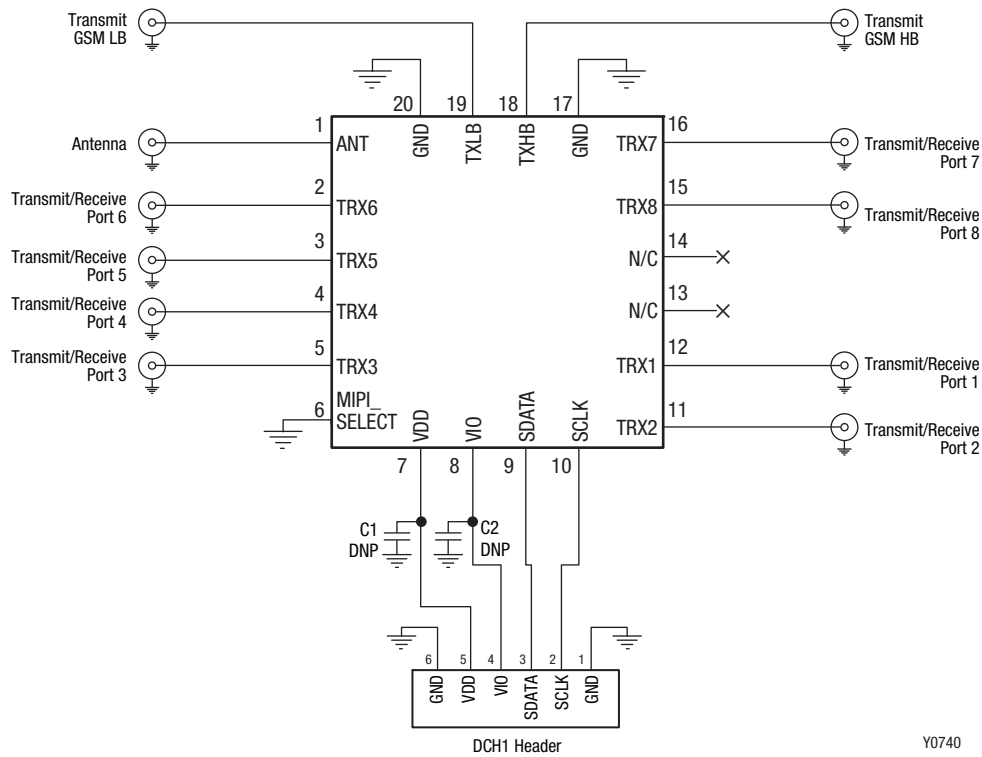 Transmit
GSM LB
Transmit
GSM HB
20
19
18
17
GND
TXLB
TXHB
GND
Antenna
1
ANT
TRX7
16
Transmit/Receive
Port 7
Transmit/Receive
Port 6
2
TRX6
TRX8
15
Transmit/Receive
Port 8
Transmit/Receive
Port 5
3
TRX5
N/C
14
Transmit/Receive
Port 4
4
TRX4
N/C
13
Transmit/Receive
Port 3
5
TRX3
TRX1
12
Transmit/Receive
Port 1
6
MIPI_
SELECT
TRX2
11
Transmit/Receive
Port 2
VDD
VIO
SDATA
SCLK
7
8
9
10
C1
DNP
C2
DNP
6
5
4
3
2
1
GND
VDD
VIO
SDATA
SCLK
GND
DCH1 Header
Y0740